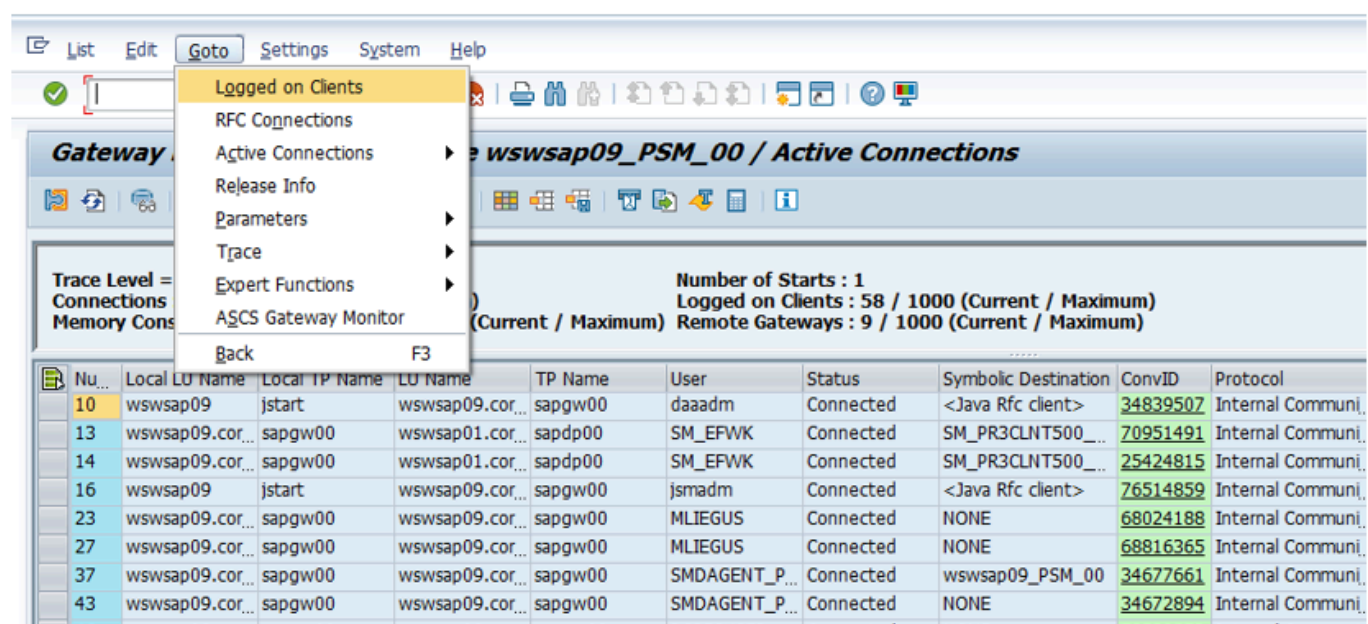 List Edit Goto Settings System Help
Logged on Clients
RFC Connections
Active Connections
Release Info
Parameters
Trace
Expert Functions
ASCS Gateway Monitor
Back F3
Gateway e wswsap09_PSM_00 / Active Connections
Trace Level = Number of Starts : 1
Connections ) Logged on Clients : 58 / 1000 (Current / Maximum)
Memory Cons (Current / Maximum) Remote Gateways : 9 / 1000 (Current / Maximum)
Nu... Local LU Name Local TP Name LU Name TP Name User Status Symbolic Destination ConvID Protocol
10 wswsap09 jstart wswsap09.cor... sapgw00 daaadm Connected <Java Rfc client> 34839507 Internal Communi...
13 wswsap09.cor... sapgw00 wswsap01.cor... sapdp00 SM_EFWK Connected SM_PR3CLNT500_... 70951491 Internal Communi...
14 wswsap09.cor... sapgw00 wswsap01.cor... sapdp00 SM_EFWK Connected SM_PR3CLNT500_... 25424815 Internal Communi...
16 wswsap09 jstart wswsap09.cor... sapgw00 jsmadm Connected <Java Rfc client> 76514859 Internal Communi...
23 wswsap09.cor... sapgw00 wswsap09.cor... sapgw00 MLIEGUS Connected NONE 68024188 Internal Communi...
27 wswsap09.cor... sapgw00 wswsap09.cor... sapgw00 MLIEGUS Connected NONE 68816365 Internal Communi...
37 wswsap09.cor... sapgw00 wswsap09.cor... sapgw00 SMDAGENT_P... Connected wswsap09_PSM_00 34677661 Internal Communi...
43 wswsap09.cor... sapgw00 wswsap09.cor... sapgw00 SMDAGENT_P... Connected NONE 34672894 Internal Communi...